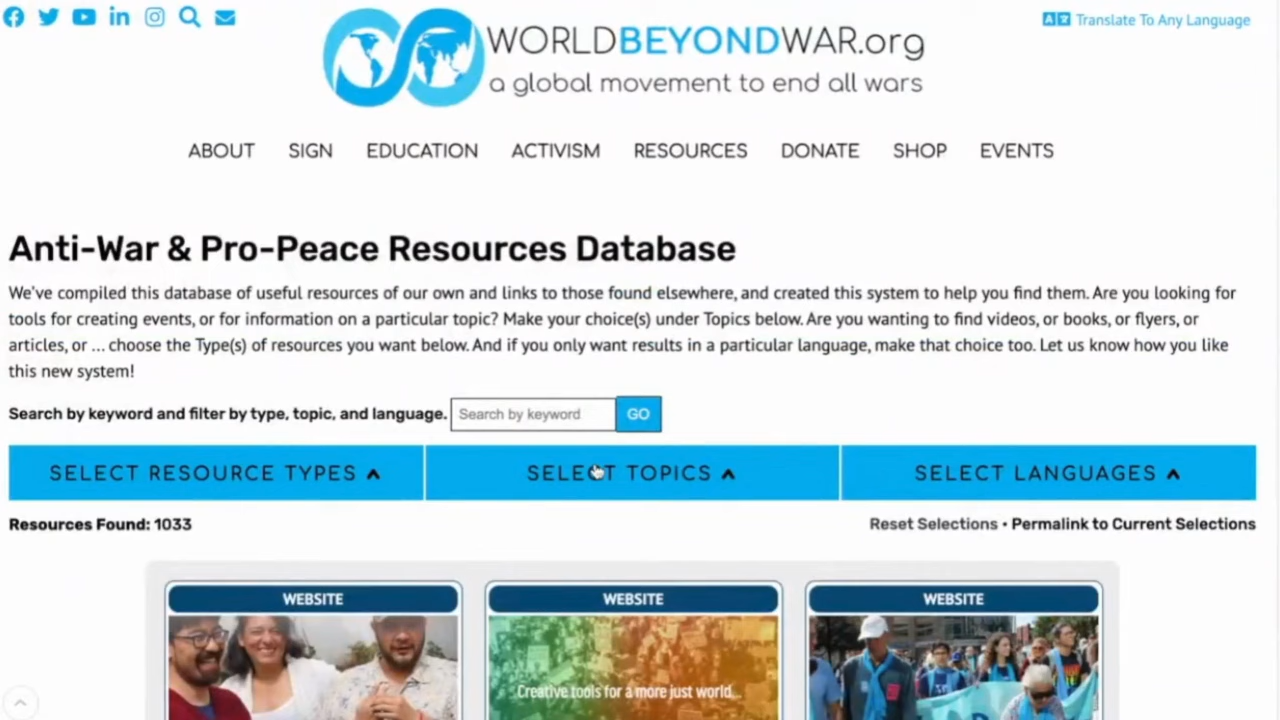 Translate To Any Language
WORLDBEYONDWAR.org
a global movement to end all wars
ABOUT SIGN EDUCATION ACTIVISM RESOURCES DONATE SHOP EVENTS
Anti-War & Pro-Peace Resources Database
We've compiled this database of useful resources of our own and links to those found elsewhere, and created this system to help you find them. Are you looking for
tools for creating events, or for information on a particular topic? Make your choice(s) under Topics below. Are you wanting to find videos, or books, or flyers, or
articles, or ... choose the Type(s) of resources you want below. And if you only want results in a particular language, make that choice too. Let us know how you like
this new system!
Search by keyword and filter by type, topic, and language. Search by keyword GO
SELECT RESOURCE TYPES SELECT TOPICS SELECT LANGUAGES
Resources Found: 1033 Reset Selections • Permalink to Current Selections
WEBSITE WEBSITE WEBSITE
Creative tools for a more just world...